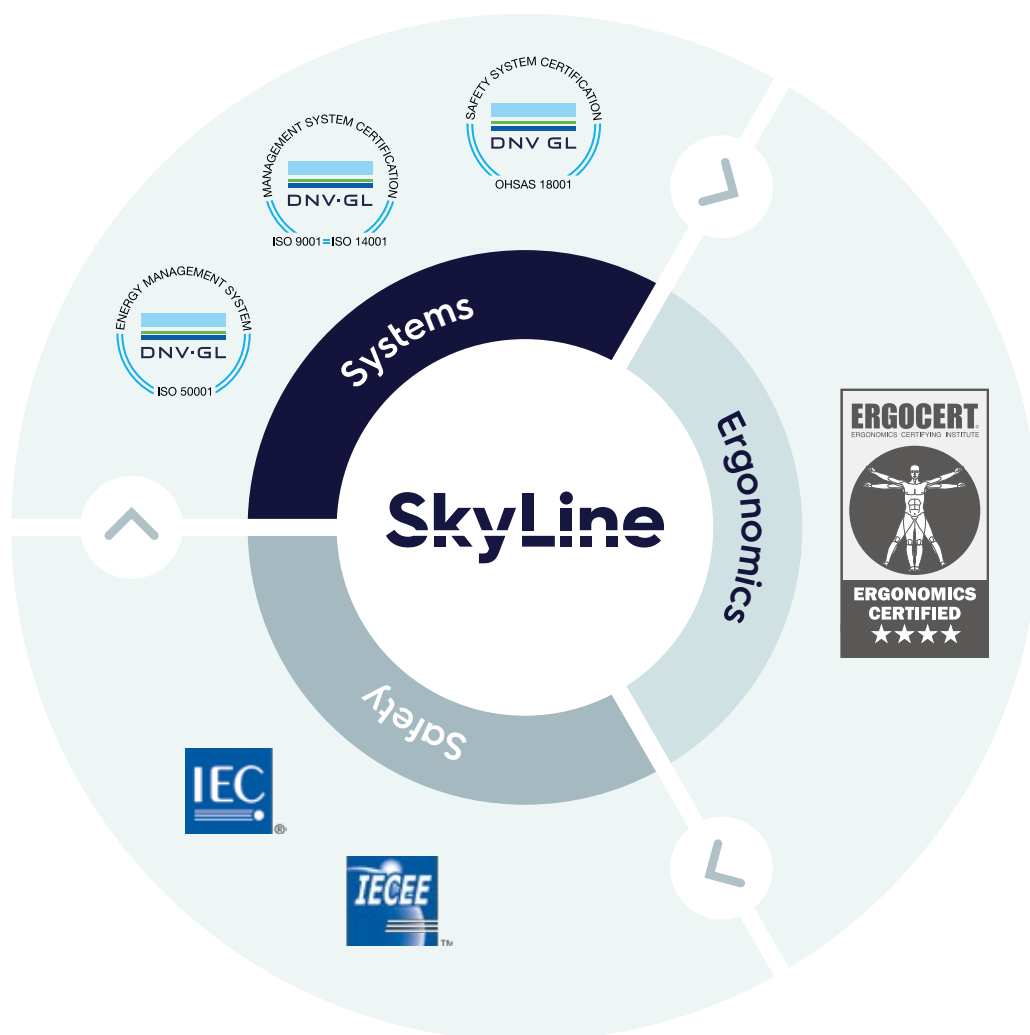 SAFETY SYSTEM CERTIFICATION
DNV GL
OHSAS 18001
MANAGEMENT SYSTEM CERTIFICATION
DNV·GL
ISO 9001=ISO 14001
ENERGY MANAGEMENT SYSTEM
DNV·GL
ISO 50001
Systems
Ergonomics
SkyLine
Safety
ERGOCERT
ERGONOMICS CERTIFYING INSTITUTE
ERGONOMICS
CERTIFIED
IEC
®
IECEE
TM